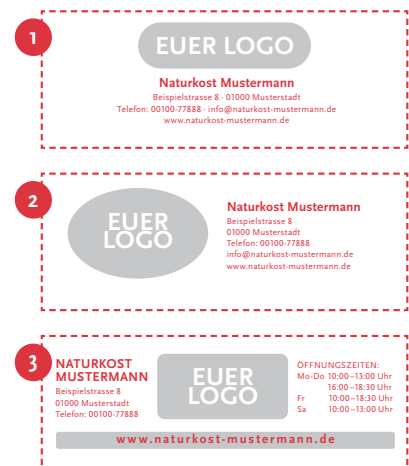 1
EUER LOGO
Naturkost Mustermann
Beispielstrasse 8 · 01000 Musterstadt
Telefon: 00100-77888 · info@naturkost-mustermann.de
www.naturkost-mustermann.de
2
EUER
LOGO
Naturkost Mustermann
Beispielstrasse 8
01000 Musterstadt
Telefon: 00100-77888
info@naturkost-mustermann.de
www.naturkost-mustermann.de
3
NATURKOST
MUSTERMANN
Beispielstrasse 8
01000 Musterstadt
Telefon: 00100-77888
EUER
LOGO
ÖFFNUNGSZEITEN:
Mo-Do 10:00–13:00 Uhr
16:00–18:30 Uhr
Fr 10:00–18:30 Uhr
Sa 10:00–13:00 Uhr
www.naturkost-mustermann.de